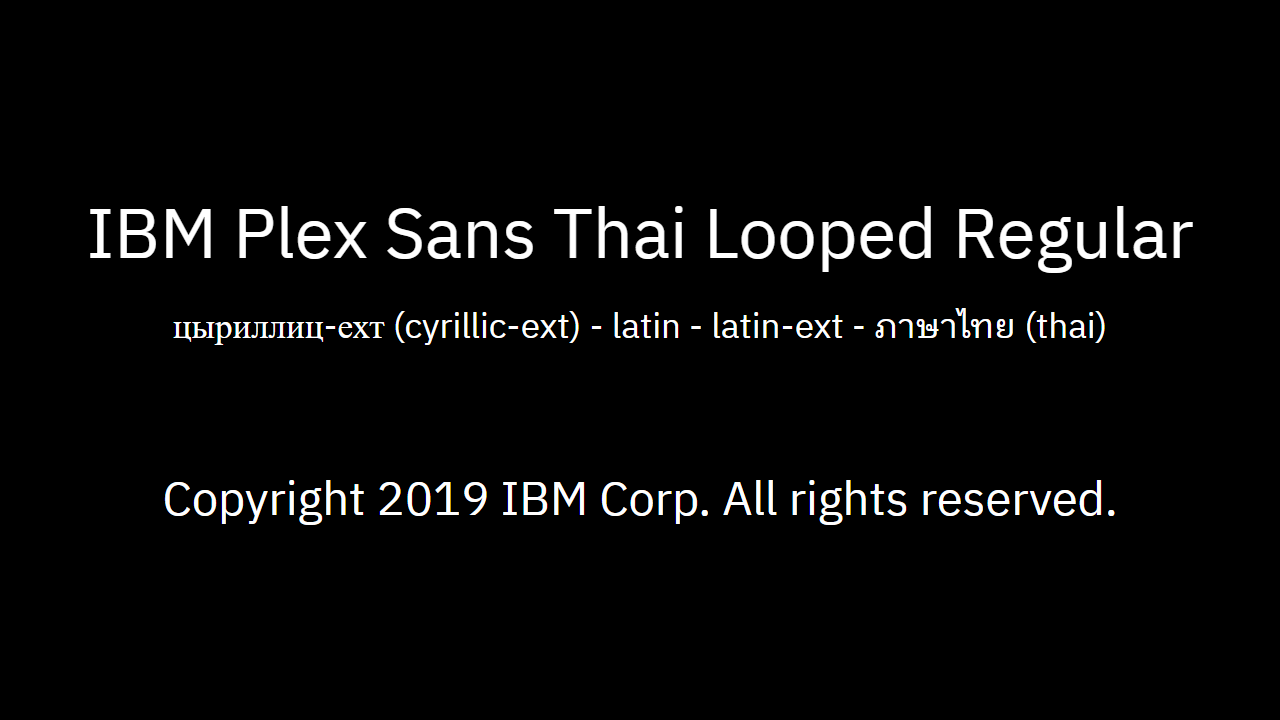 IBM Plex Sans Thai Looped Regular
цыриллиц-ехт (cyrillic-ext) - latin - latin-ext - ภาษาไทย (thai)
Copyright 2019 IBM Corp. All rights reserved.